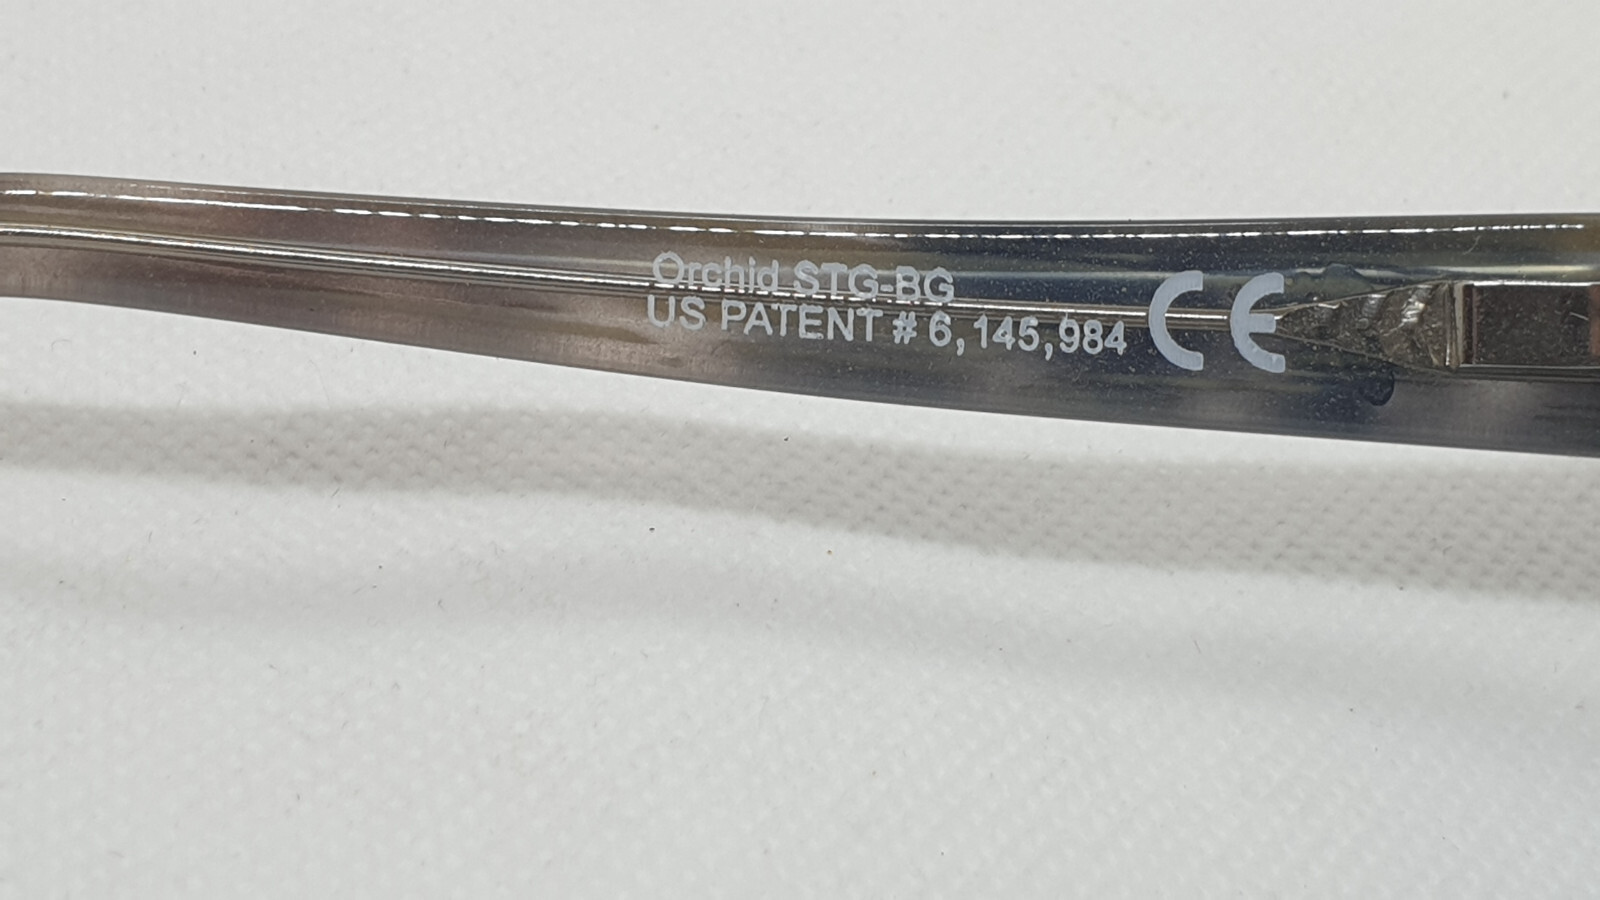 Orchid STG-BG
US PATENT # 6,145,984 CE